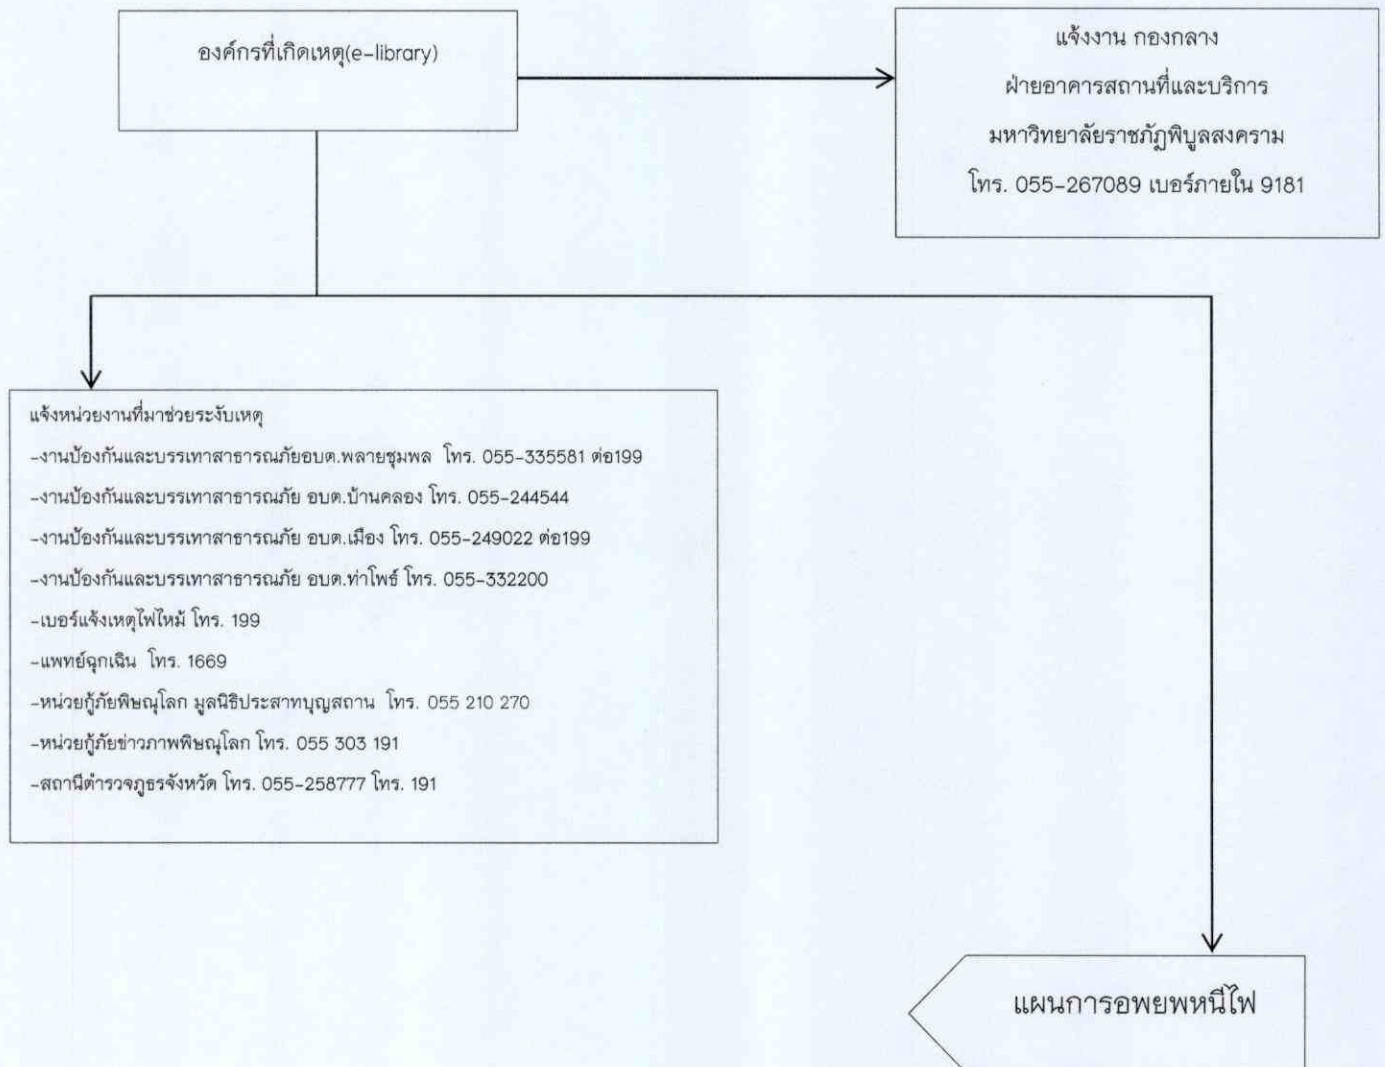 องค์กรที่เกิดเหตุ(e-library)
แจ้งงาน กองกลาง
ฝ่ายอาคารสถานที่และบริการ
มหาวิทยาลัยราชภัฏพิบูลสงคราม
โทร. 055-267089 เบอร์ภายใน 9181
แจ้งหน่วยงานที่มาช่วยระงับเหตุ
-งานป้องกันและบรรเทาสาธารณภัยอบต.พลายชุมพล โทร. 055-335581 ต่อ199
-งานป้องกันและบรรเทาสาธารณภัย อบต.บ้านคลอง โทร. 055-244544
-งานป้องกันและบรรเทาสาธารณภัย อบต.เมือง โทร. 055-249022 ต่อ199
-งานป้องกันและบรรเทาสาธารณภัย อบต.ท่าโพธ์ โทร. 055-332200
-เบอร์แจ้งเหตุไฟไหม้ โทร. 199
-แพทย์ฉุกเฉิน โทร. 1669
-หน่วยกู้ภัยพิษณุโลก มูลนิธิประสาทบุญสถาน โทร. 055 210 270
-หน่วยกู้ภัยข่าวภาพพิษณุโลก โทร. 055 303 191
-สถานีตำรวจภูธรจังหวัด โทร. 055-258777 โทร. 191
แผนการอพยพหนีไฟ